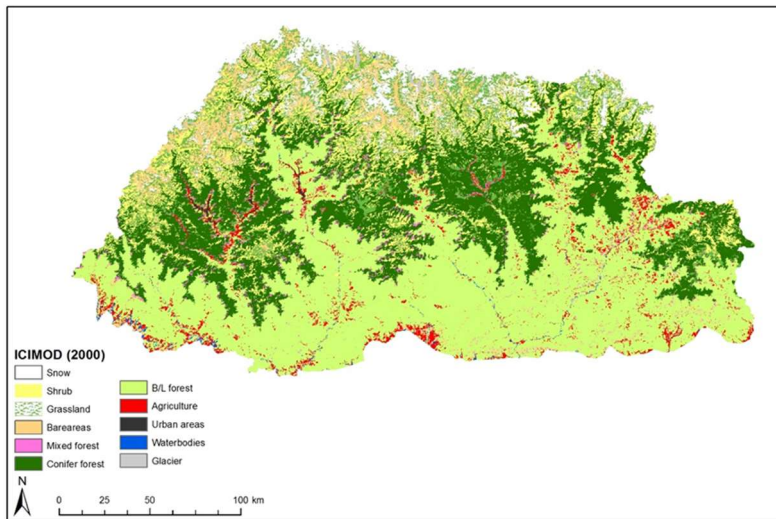 ICIMOD (2000)
Snow
Shrub
Grassland
Bareareas
Mixed forest
Conifer forest
B/L forest
Agriculture
Urban areas
Waterbodies
Glacier
N
0 25 50 100 km